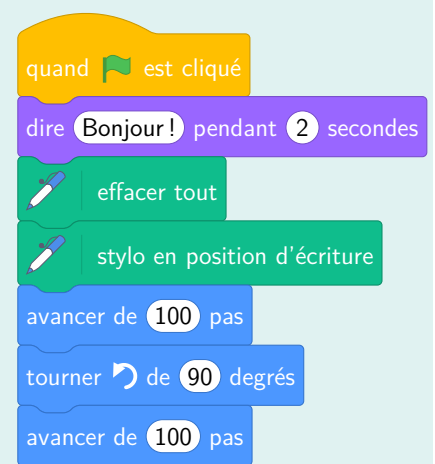 quand est cliqué
dire Bonjour ! pendant 2 secondes
effacer tout
stylo en position d'écriture
avancer de 100 pas
tourner de 90 degrés
avancer de 100 pas